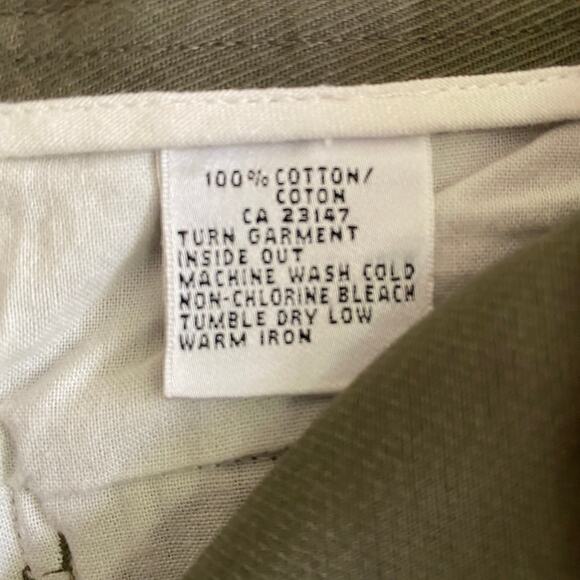 100% COTTON/
COTON
CA 23147
TURN GARMENT
INSIDE OUT
MACHINE WASH COLD
NON-CHLORINE BLEACH
TUMBLE DRY LOW
WARM IRON